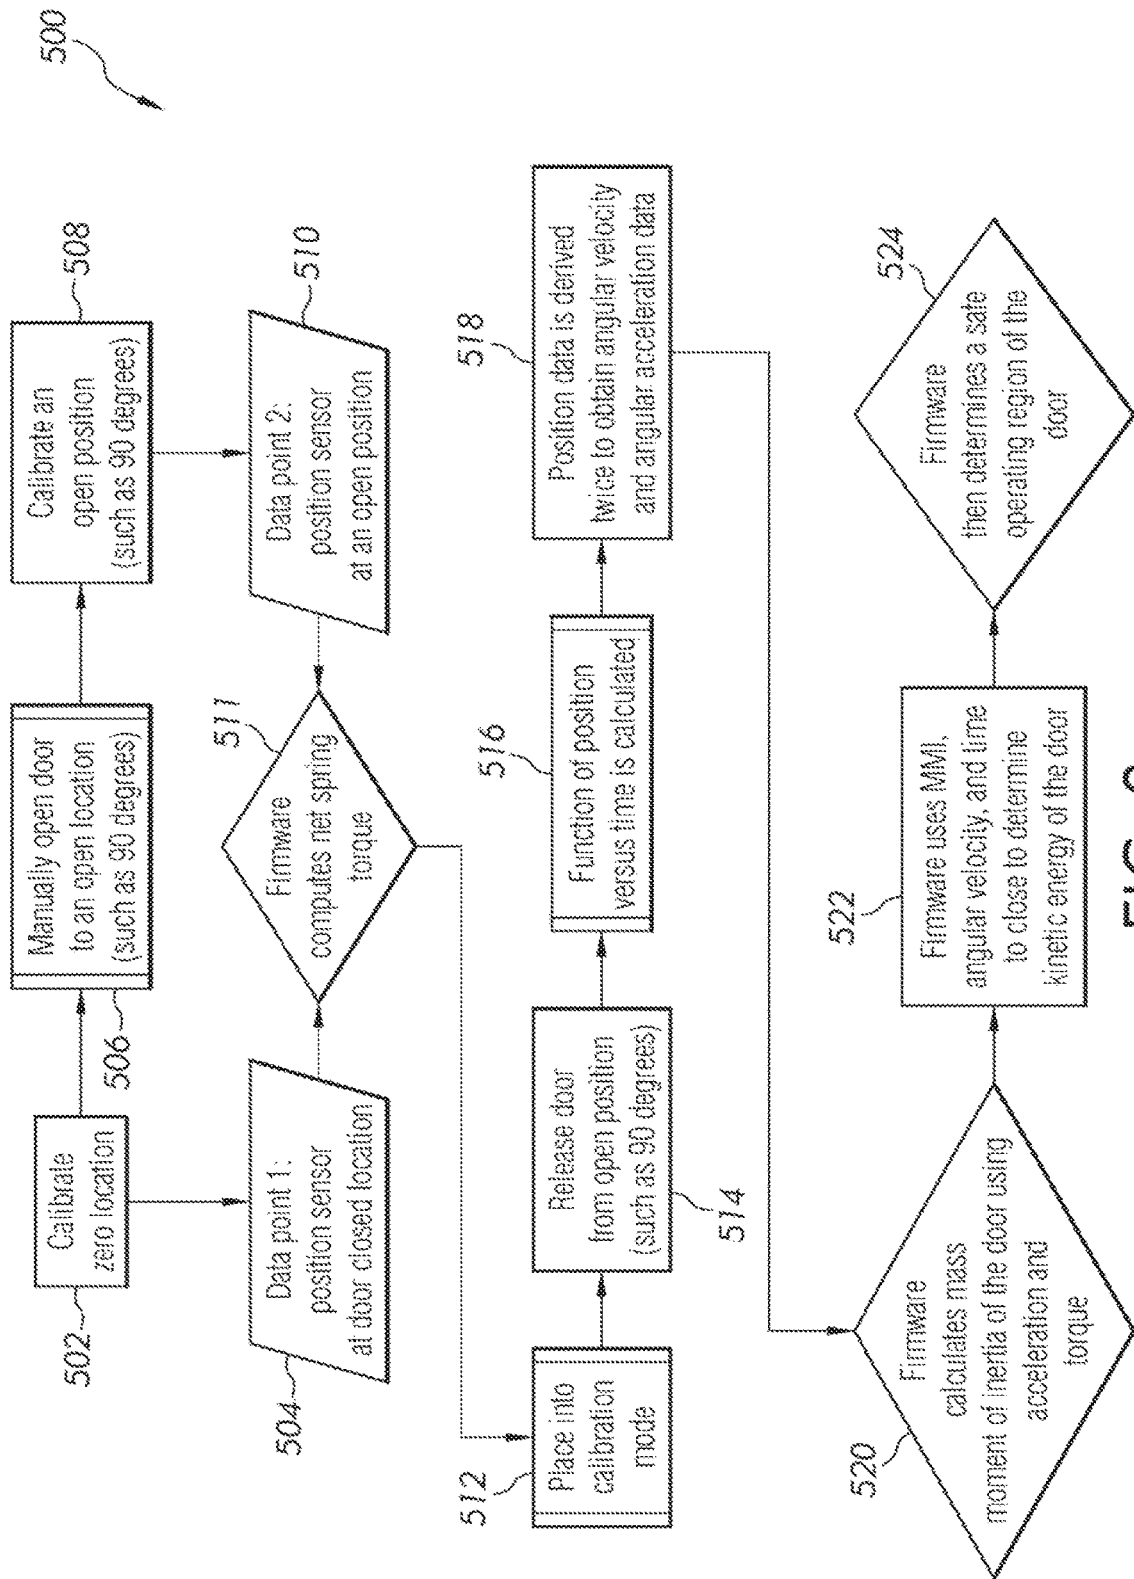 500
502
Calibrate
zero location
506
Manually open door
to an open location
(such as 90 degrees)
508
Calibrate an
open position
(such as 90 degrees)
504
Data point 1:
position sensor
at door closed location
511
Firmware
computes net spring
torque
510
Data point 2:
position sensor
at an open position
512
Place into
calibration
mode
514
Release door
from open position
(such as 90 degrees)
516
Function of position
versus time is calculated
518
Position data is derived
twice to obtain angular velocity
and angular acceleration data
520
Firmware
calculates mass
moment of inertia of the door using
acceleration and
torque
522
Firmware uses MMI,
angular velocity, and time
to close to determine
kinetic energy of the door
524
Firmware
then determines a safe
operating region of the
door